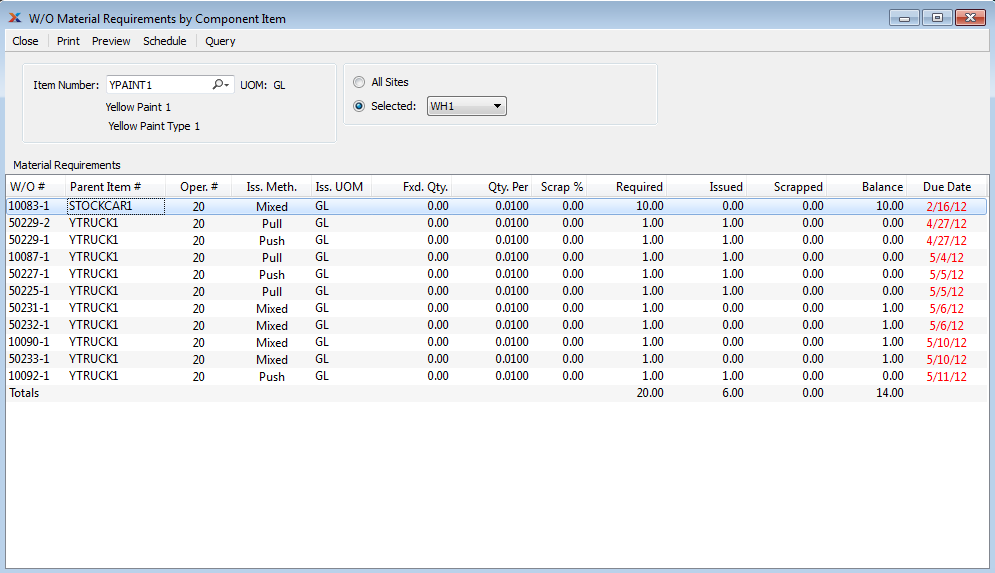 W/O Material Requirements by Component Item
Close Print Preview Schedule Query
Item Number: YPAINT1 UOM: GL
Yellow Paint 1
Yellow Paint Type 1
All Sites
Selected: WH1
Material Requirements
W/O # Parent Item # Oper. # Iss. Meth. Iss. UOM Fxd. Qty. Qty. Per Scrap % Required Issued Scrapped Balance Due Date
10083-1 STOCKCAR1 20 Mixed GL 0.00 0.0100 0.00 10.00 0.00 0.00 10.00 2/16/12
50229-2 YTRUCK1 20 Pull GL 0.00 0.0100 0.00 1.00 1.00 0.00 0.00 4/27/12
50229-1 YTRUCK1 20 Push GL 0.00 0.0100 0.00 1.00 1.00 0.00 0.00 4/27/12
10087-1 YTRUCK1 20 Pull GL 0.00 0.0100 0.00 1.00 1.00 0.00 0.00 5/4/12
50227-1 YTRUCK1 20 Push GL 0.00 0.0100 0.00 1.00 1.00 0.00 0.00 5/5/12
50225-1 YTRUCK1 20 Pull GL 0.00 0.0100 0.00 1.00 1.00 0.00 0.00 5/5/12
50231-1 YTRUCK1 20 Mixed GL 0.00 0.0100 0.00 1.00 0.00 0.00 1.00 5/6/12
50232-1 YTRUCK1 20 Mixed GL 0.00 0.0100 0.00 1.00 0.00 0.00 1.00 5/6/12
10090-1 YTRUCK1 20 Mixed GL 0.00 0.0100 0.00 1.00 0.00 0.00 1.00 5/10/12
50233-1 YTRUCK1 20 Mixed GL 0.00 0.0100 0.00 1.00 0.00 0.00 1.00 5/10/12
10092-1 YTRUCK1 20 Push GL 0.00 0.0100 0.00 1.00 1.00 0.00 0.00 5/11/12
Totals 20.00 6.00 0.00 14.00